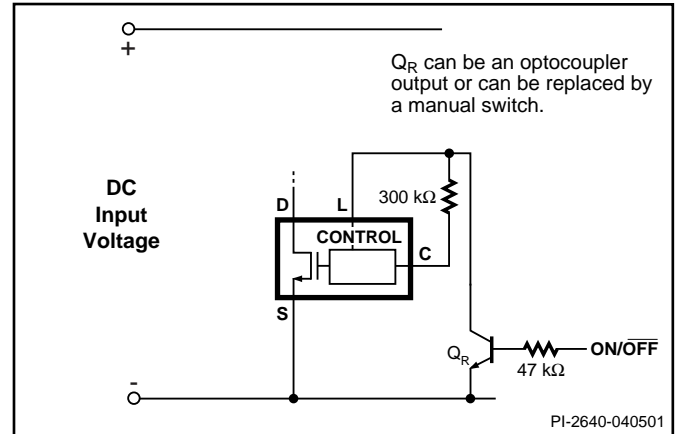 +
QR can be an optocoupler
output or can be replaced by
a manual switch.
DC
Input
Voltage
D
L
300 kΩ
CONTROL
C
S
QR
47 kΩ
ON/O̅F̅F̅
-
PI-2640-040501